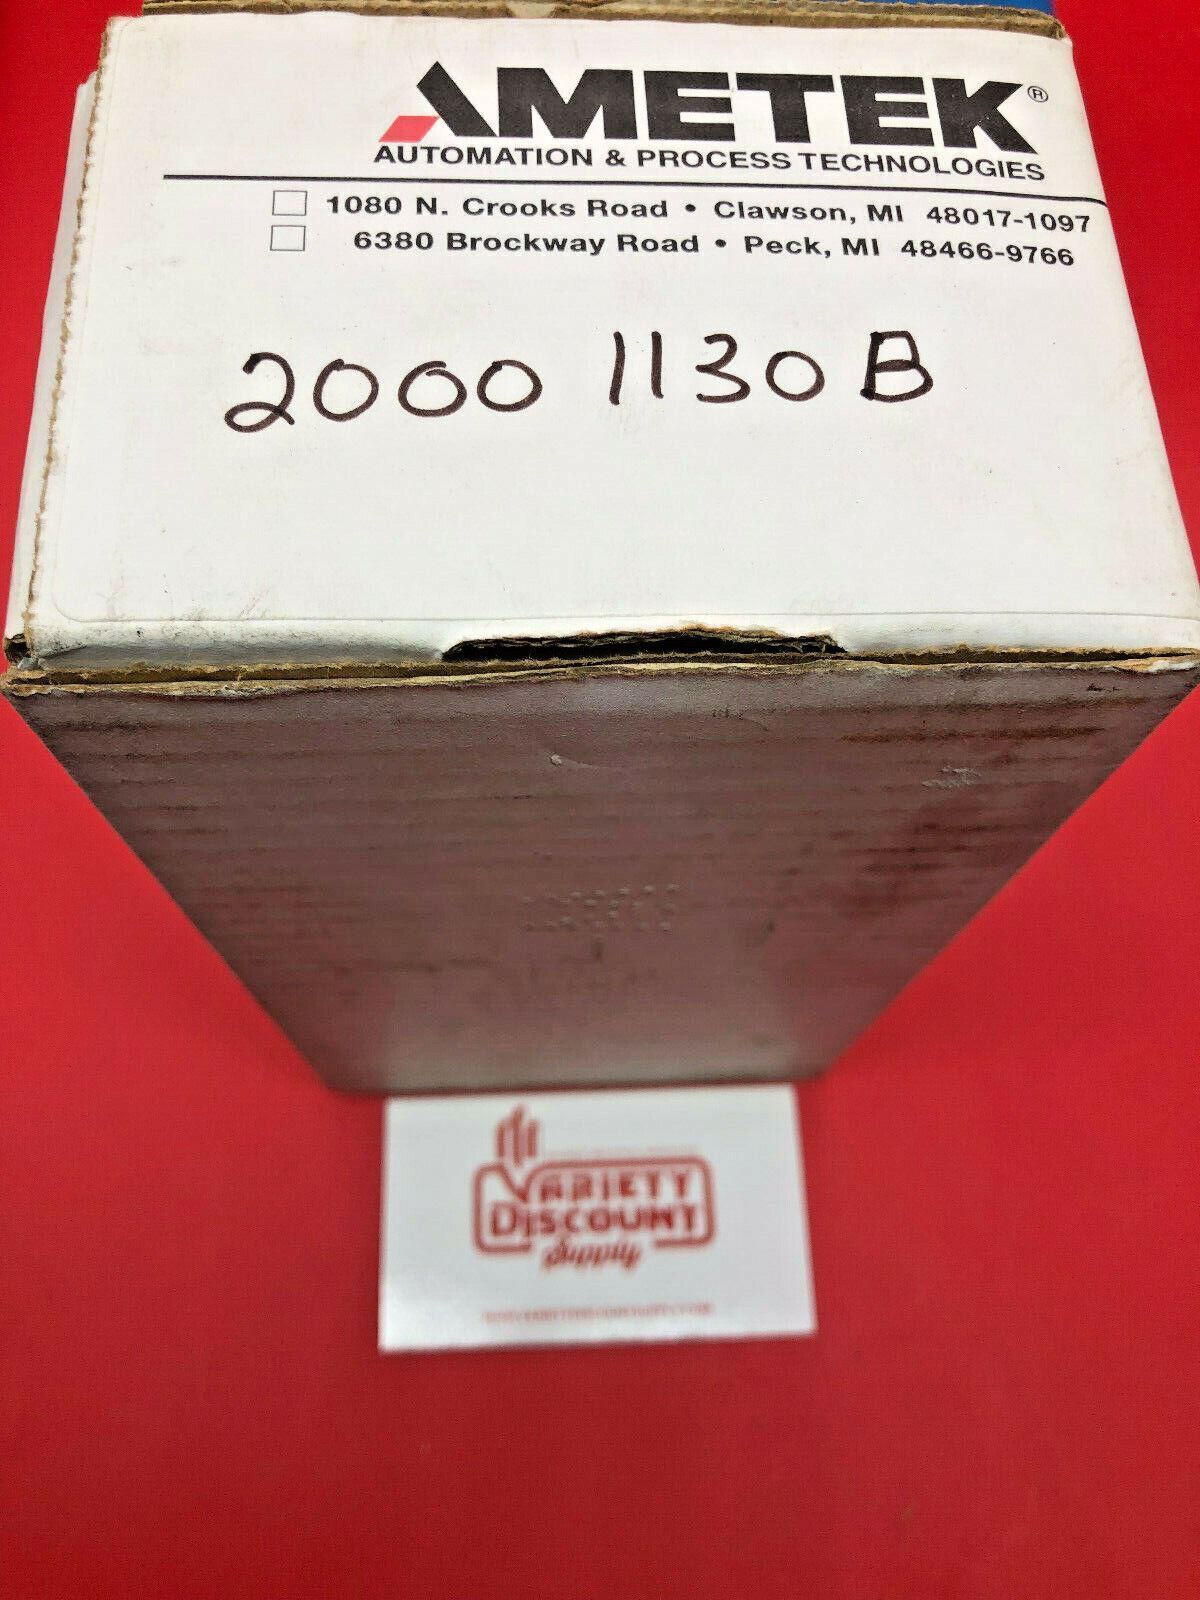 AMETEK®
AUTOMATION & PROCESS TECHNOLOGIES
1080 N. Crooks Road • Clawson, MI 48017-1097
6380 Brockway Road • Peck, MI 48466-9766
2000 1130B
VARIETY
DISCOUNT
Supply